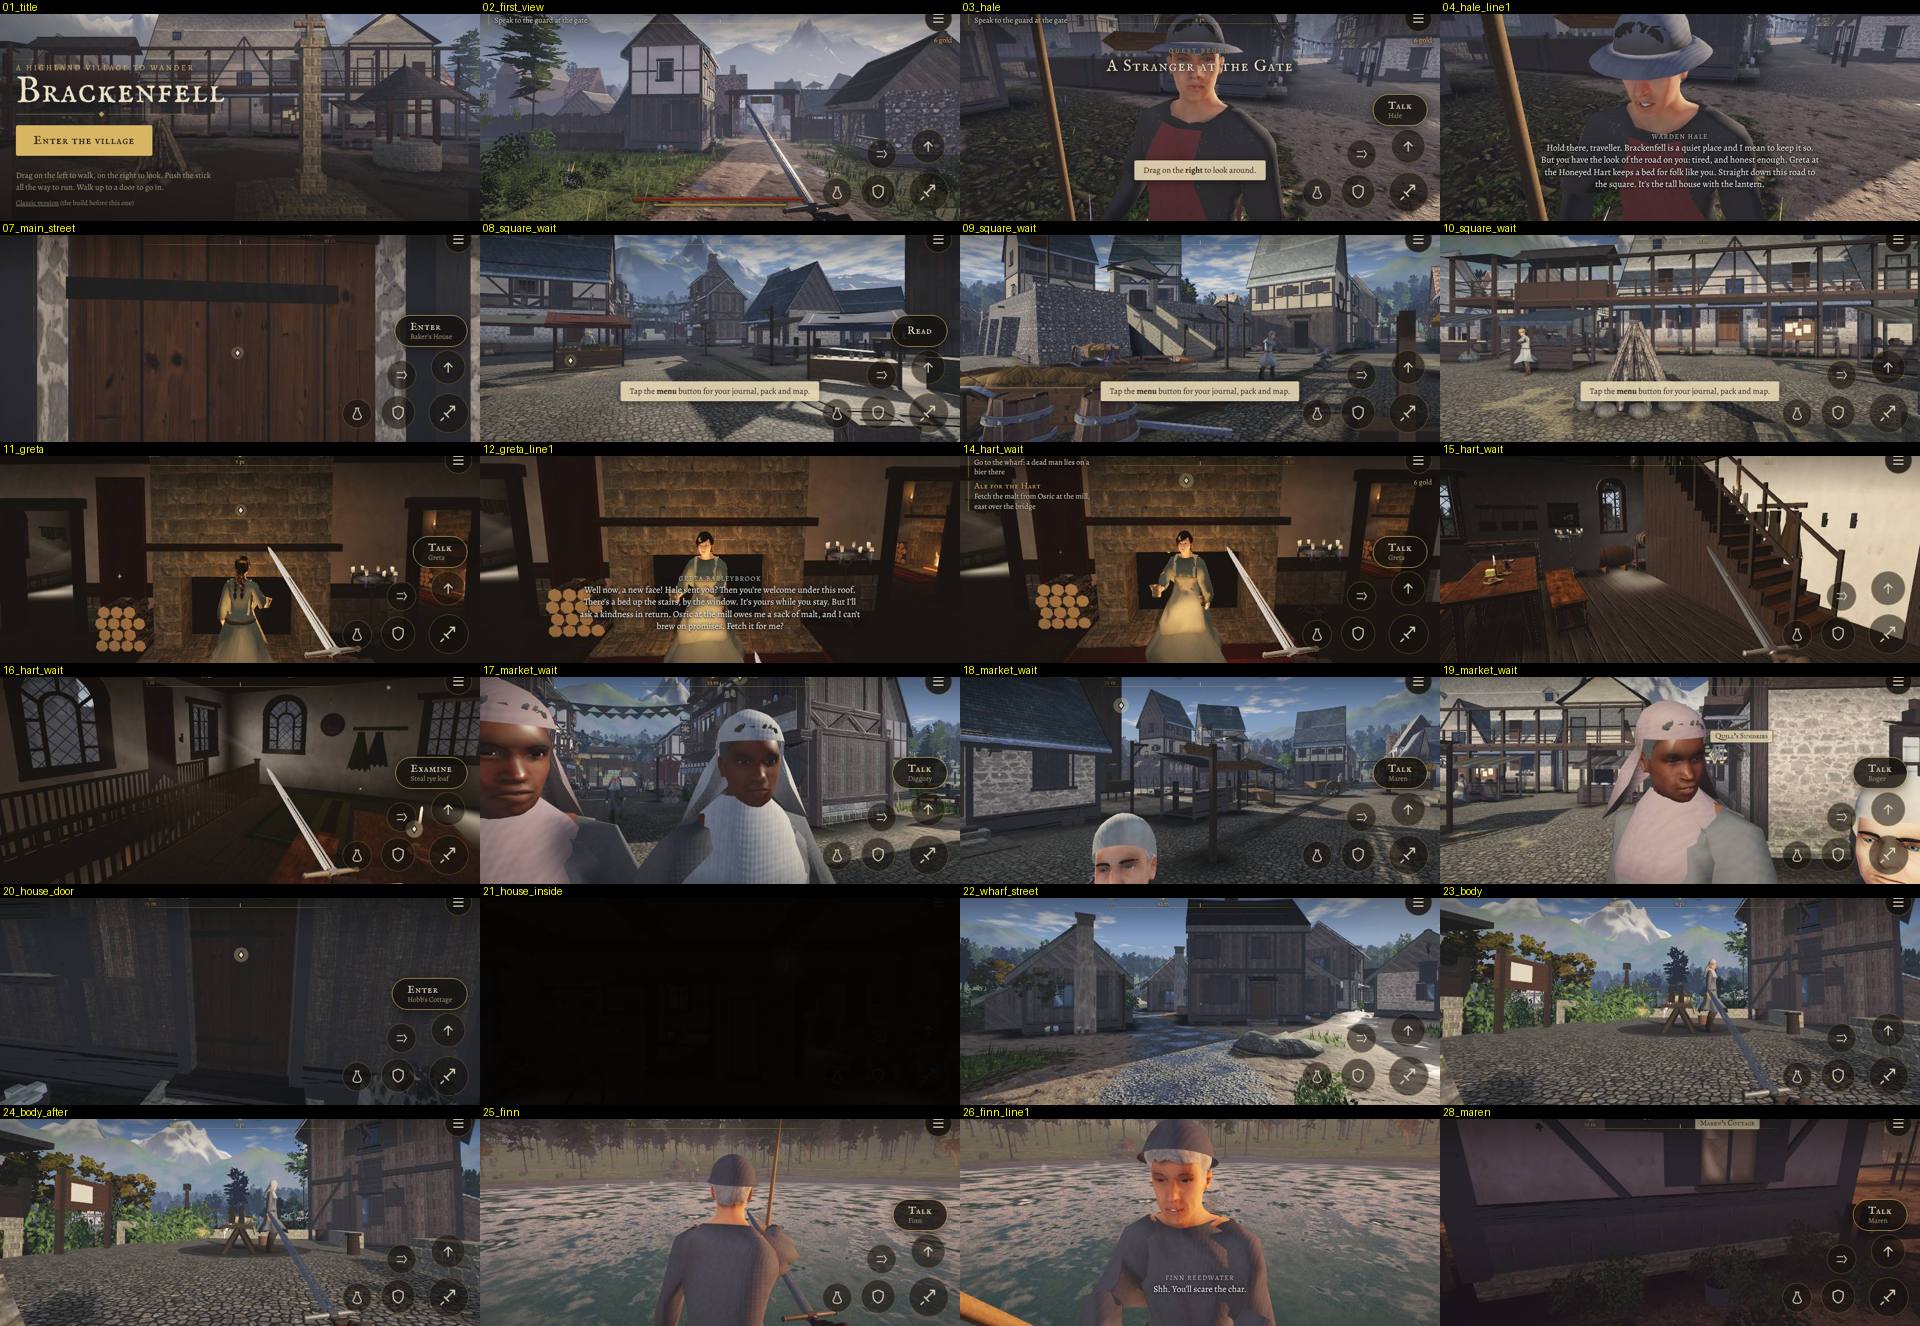 01_title
A HIGHLAND VILLAGE TO WANDER
BRACKENFELL
ENTER THE VILLAGE
Drag on the left to walk, on the right to look. Push the stick
all the way to run. Walk up to a door to go in.
Classic version (the build before this one)
02_first_view
Speak to the guard at the gate
6 gold
03_hale
Speak to the guard at the gate
6 gold
A STRANGER AT THE GATE
TALK
Hale
Drag on the right to look around.
04_hale_line1
WARDEN HALE
Hold there, traveller. Brackenfell is a quiet place and I mean to keep it so.
But you have the look of the road on you: tired, and honest enough. Greta at
the Honeyed Hart keeps a bed for folk like you. Straight down this road to
the square. It's the tall house with the lantern.
07_main_street
ENTER
Baker's House
08_square_wait
READ
Tap the menu button for your journal, pack and map.
09_square_wait
Tap the menu button for your journal, pack and map.
10_square_wait
Tap the menu button for your journal, pack and map.
11_greta
TALK
Greta
12_greta_line1
GRETA BARLEYBROOK
Well now, a new face! Hale sent you? Then you're welcome under this roof.
There's a bed up the stairs, by the window. It's yours while you stay. But I'll
ask a kindness in return. Osric at the mill owes me a sack of malt, and I can't
brew on promises. Fetch it for me?
14_hart_wait
Go to the wharf: a dead man lies on a
bier there
ALE FOR THE HART
Fetch the malt from Osric at the mill,
east over the bridge
6 gold
TALK
Greta
15_hart_wait
16_hart_wait
EXAMINE
Steal rye loaf
17_market_wait
TALK
Diggory
18_market_wait
TALK
Maren
19_market_wait
QUILL'S SUNDRIES
TALK
Roger
20_house_door
ENTER
Hobb's Cottage
21_house_inside
22_wharf_street
23_body
24_body_after
25_finn
TALK
Finn
26_finn_line1
FINN REEDWATER
Shh. You'll scare the char.
28_maren
MAREN'S COTTAGE
TALK
Maren